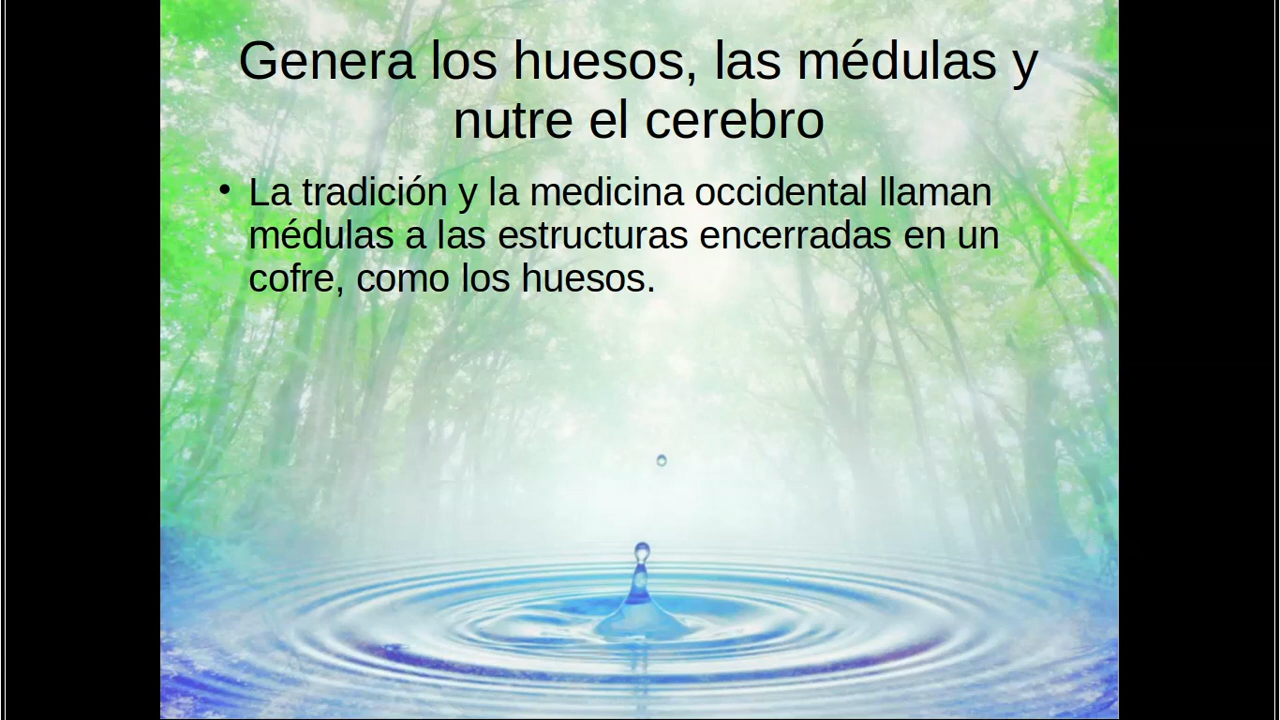 Genera los huesos, las médulas y
nutre el cerebro
• La tradición y la medicina occidental llaman
médulas a las estructuras encerradas en un
cofre, como los huesos.